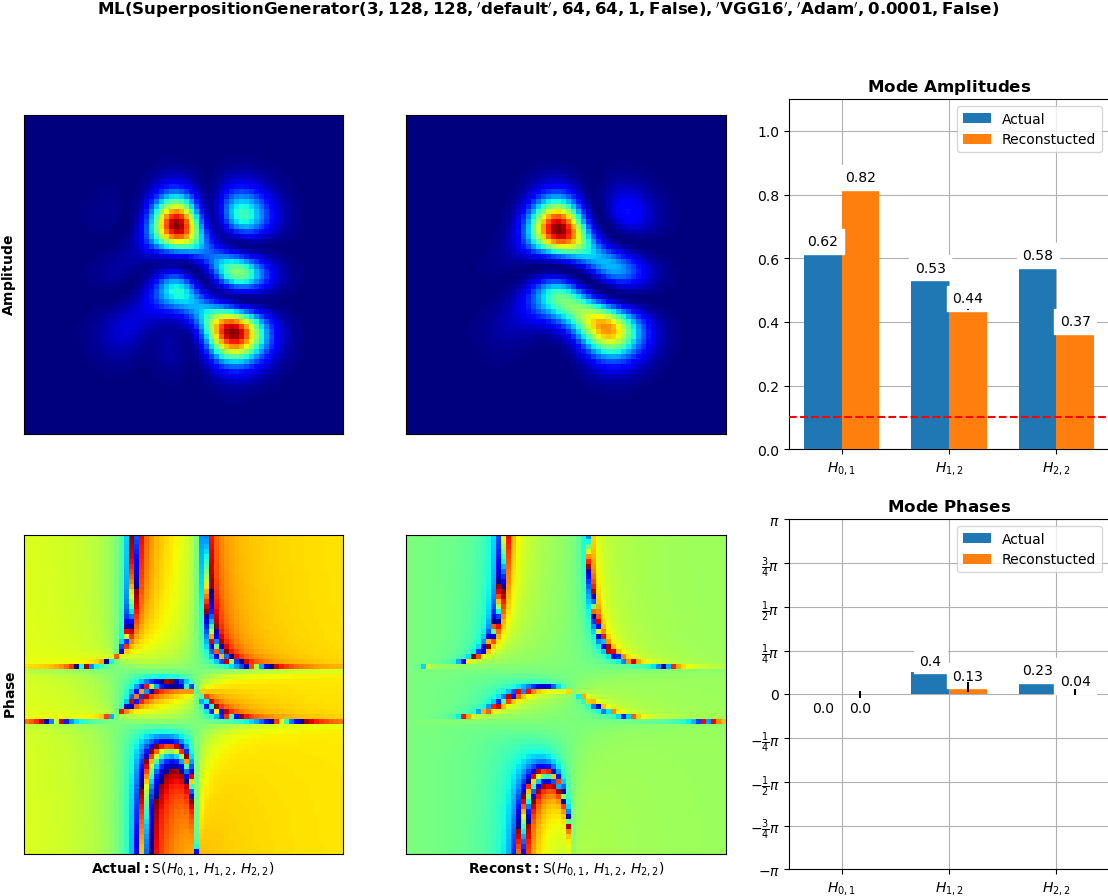 ML(SuperpositionGenerator(3, 128, 128, 'default', 64, 64, 1, False), 'VGG16', 'Adam', 0.0001, False)
Amplitude
Mode Amplitudes
Actual
Reconstucted
1.0
0.8
0.6
0.4
0.2
0.0
0.62
0.82
0.53
0.44
0.58
0.37
H0,1
H1,2
H2,2
Phase
Mode Phases
Actual
Reconstucted
π
3/4π
1/2π
1/4π
0
−1/4π
−1/2π
−3/4π
−π
0.0
0.0
0.4
0.13
0.23
0.04
H0,1
H1,2
H2,2
Actual: S(H0,1, H1,2, H2,2)
Reconst: S(H0,1, H1,2, H2,2)